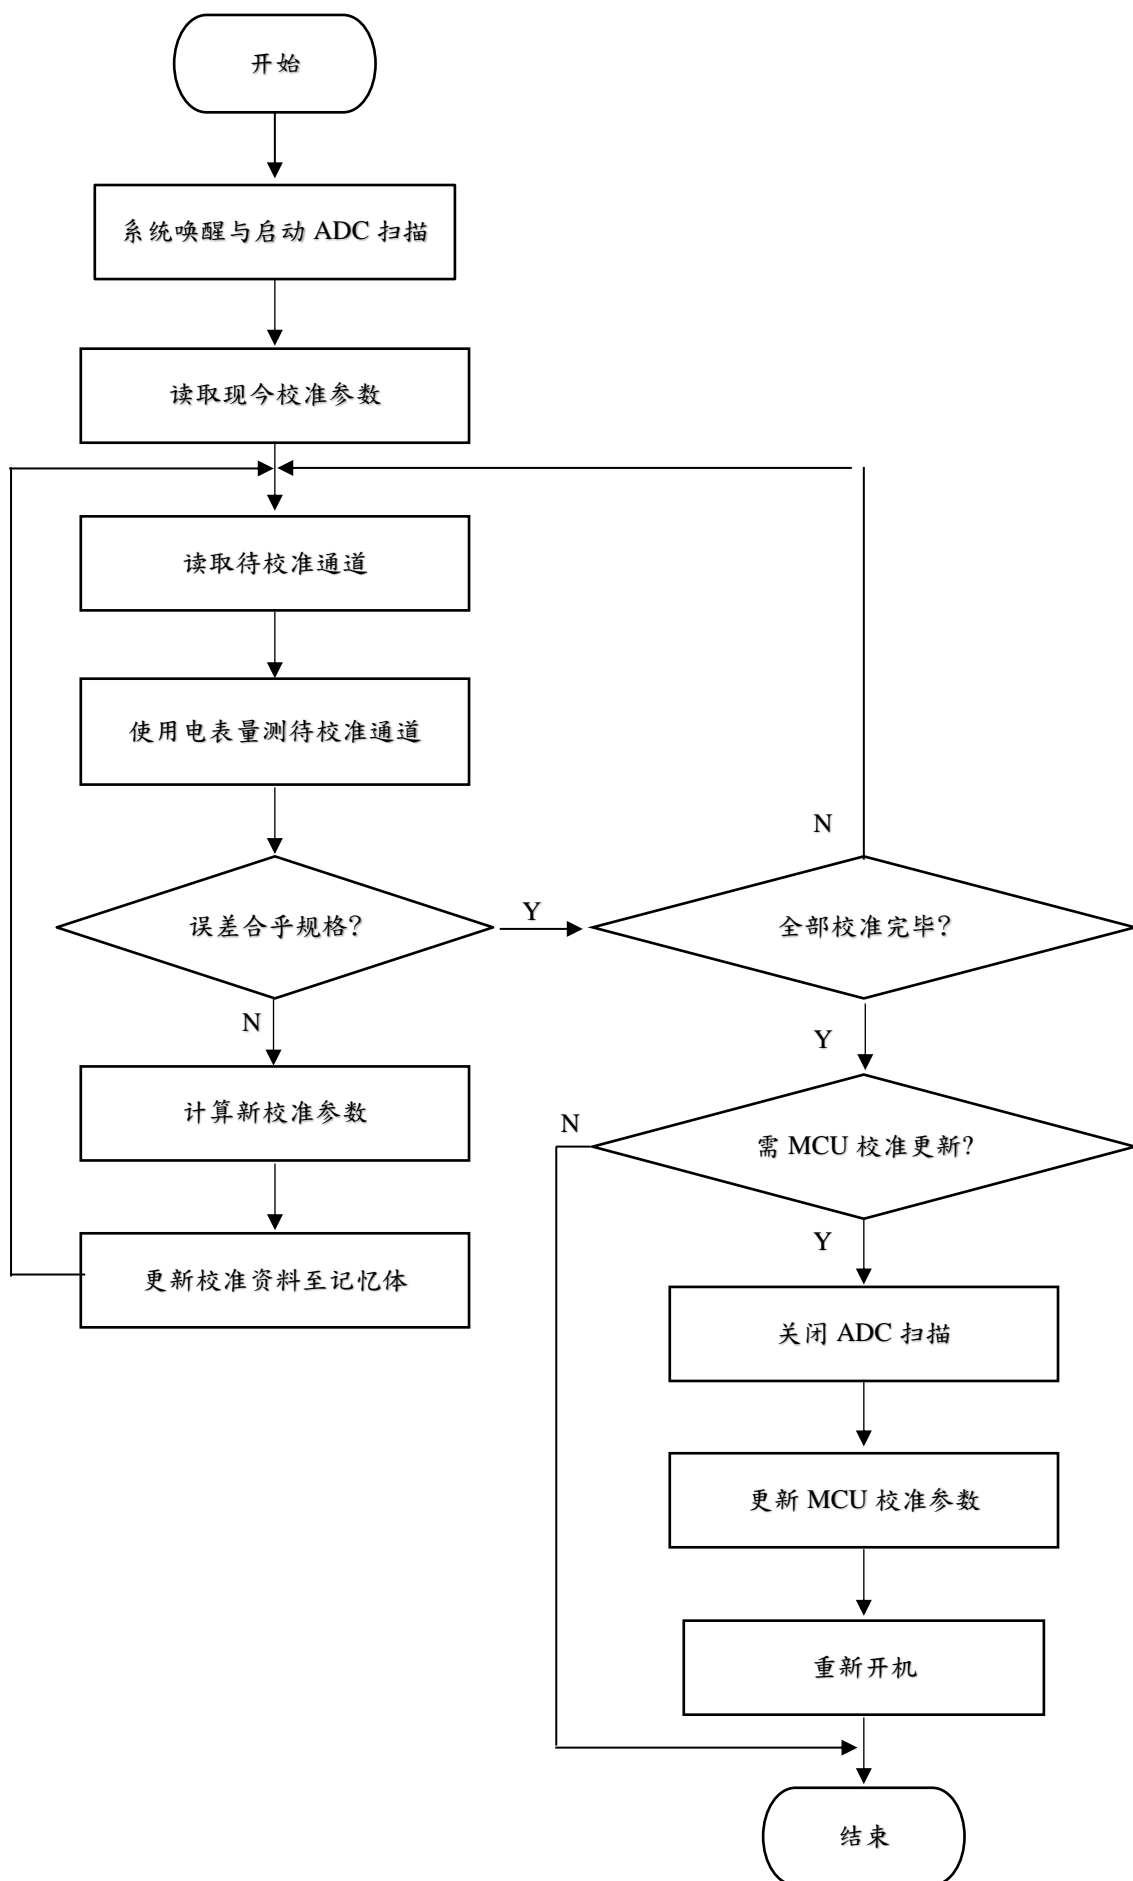 开始
系统唤醒与启动 ADC 扫描
读取现今校准参数
读取待校准通道
使用电表量测待校准通道
N
误差合乎规格?
Y
全部校准完毕?
N
Y
计算新校准参数
N
需 MCU 校准更新?
Y
更新校准资料至记忆体
关闭 ADC 扫描
更新 MCU 校准参数
重新开机
结束